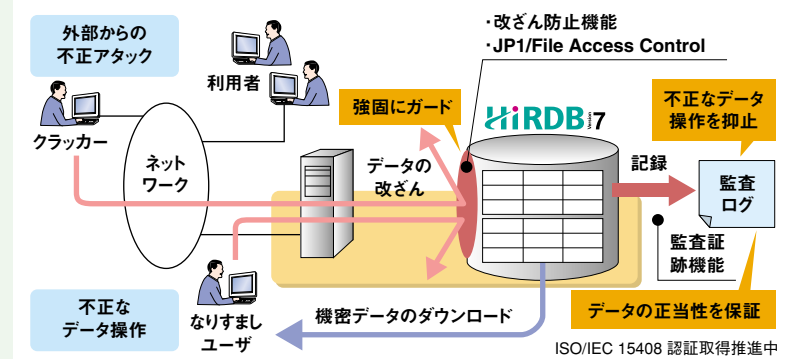 外部からの
不正アタック
クラッカー
利用者
・改ざん防止機能
・JP1/File Access Control
強固にガード
HiRDB 7
不正なデータ
操作を抑止
ネット
ワーク
データの
改ざん
記録
監査
ログ
監査証
跡機能
不正な
データ操作
なりすまし
ユーザ
機密データのダウンロード
データの正当性を保証
ISO/IEC 15408 認証取得推進中